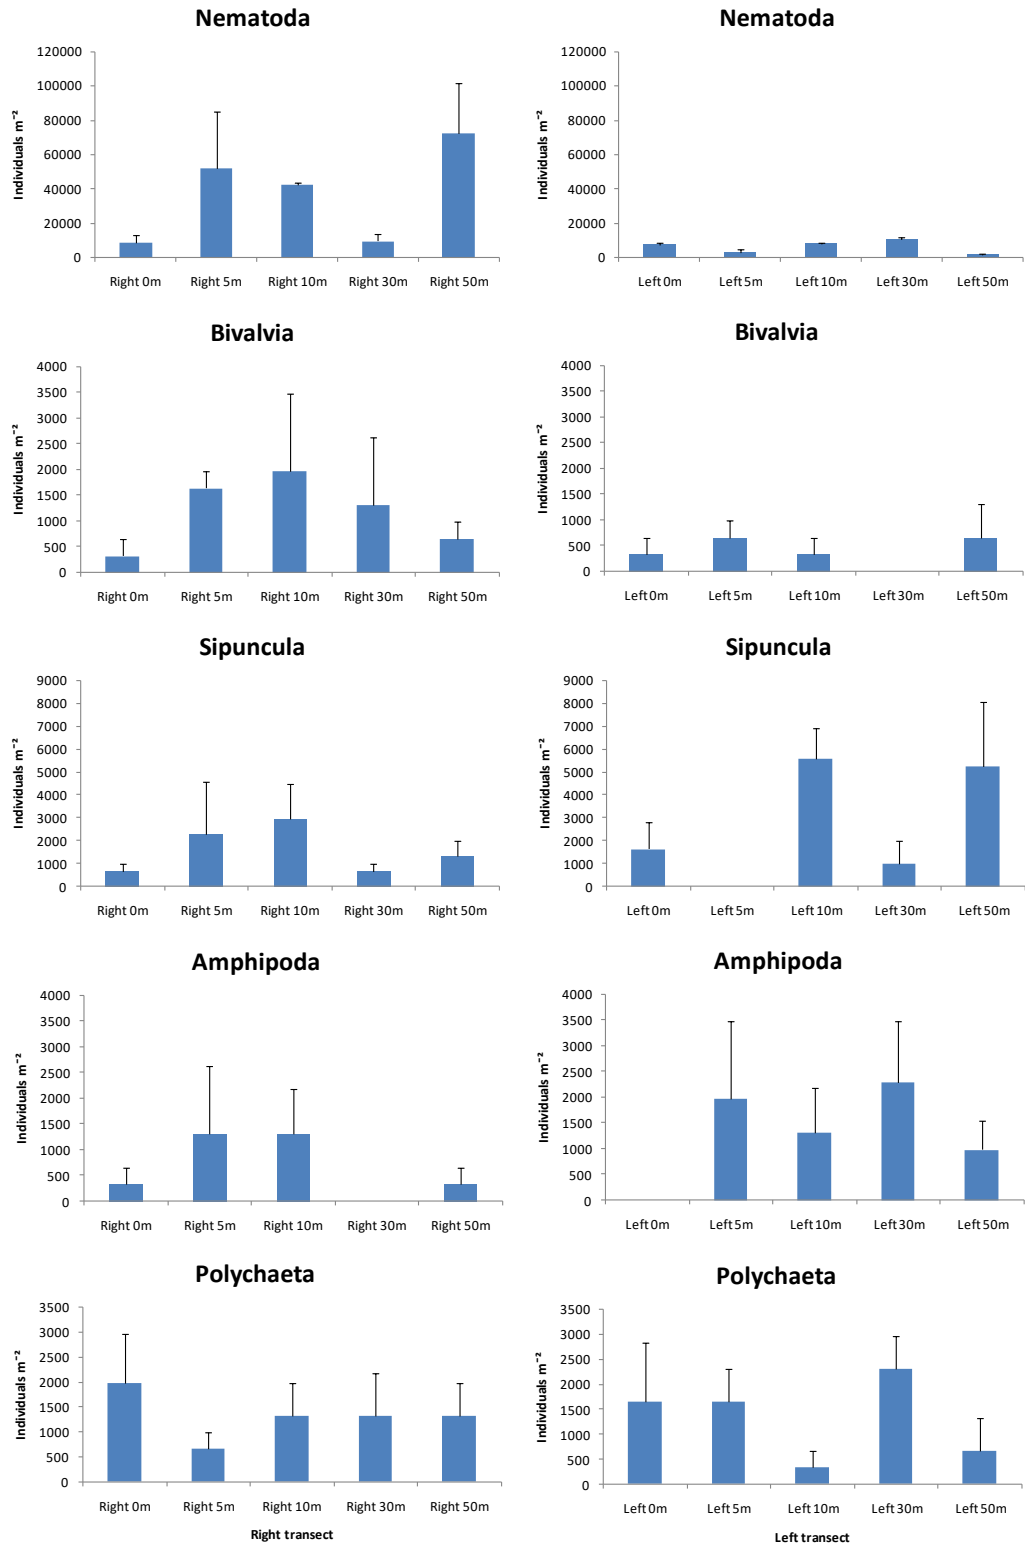 Nematoda
Individuals m⁻²
120000
100000
80000
60000
40000
20000
0
Right 0m Right 5m Right 10m Right 30m Right 50m
Nematoda
Individuals m⁻²
120000
100000
80000
60000
40000
20000
0
Left 0m Left 5m Left 10m Left 30m Left 50m
Bivalvia
Individuals m⁻²
4000
3500
3000
2500
2000
1500
1000
500
0
Right 0m Right 5m Right 10m Right 30m Right 50m
Bivalvia
Individuals m⁻²
4000
3500
3000
2500
2000
1500
1000
500
0
Left 0m Left 5m Left 10m Left 30m Left 50m
Sipuncula
Individuals m⁻²
9000
8000
7000
6000
5000
4000
3000
2000
1000
0
Right 0m Right 5m Right 10m Right 30m Right 50m
Sipuncula
Individuals m⁻²
9000
8000
7000
6000
5000
4000
3000
2000
1000
0
Left 0m Left 5m Left 10m Left 30m Left 50m
Amphipoda
Individuals m⁻²
4000
3500
3000
2500
2000
1500
1000
500
0
Right 0m Right 5m Right 10m Right 30m Right 50m
Amphipoda
Individuals m⁻²
4000
3500
3000
2500
2000
1500
1000
500
0
Left 0m Left 5m Left 10m Left 30m Left 50m
Polychaeta
Individuals m⁻²
3500
3000
2500
2000
1500
1000
500
0
Right 0m Right 5m Right 10m Right 30m Right 50m
Right transect
Polychaeta
Individuals m⁻²
3500
3000
2500
2000
1500
1000
500
0
Left 0m Left 5m Left 10m Left 30m Left 50m
Left transect